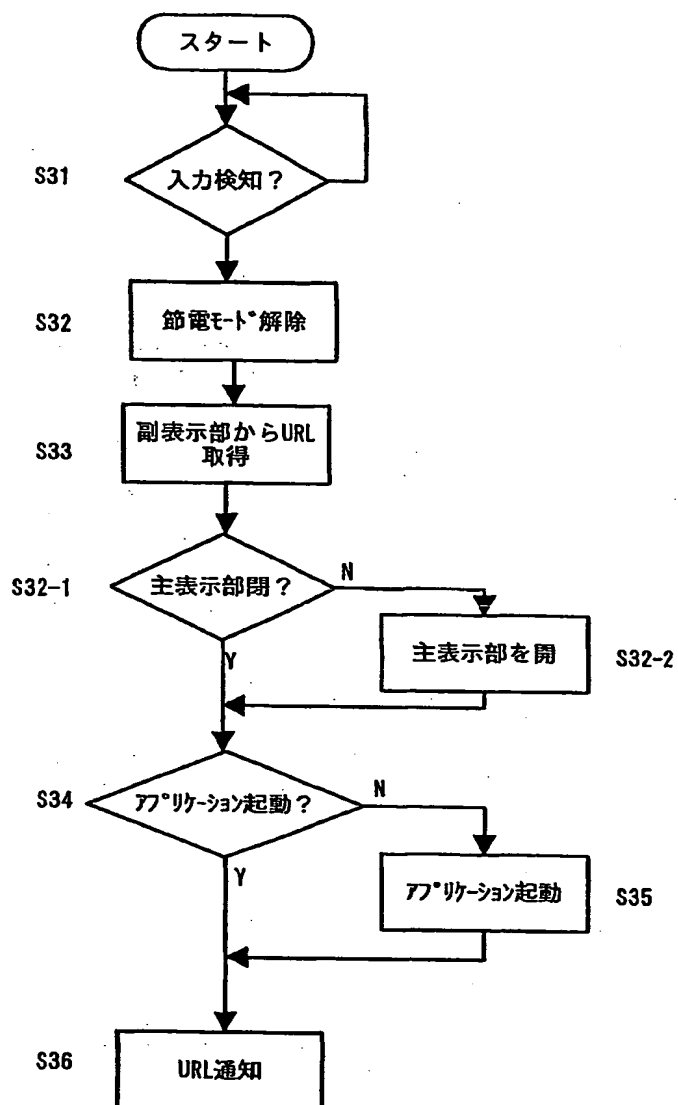 スタート
S31
入力検知？
S32
節電モード解除
S33
副表示部からURL
取得
S32-1
主表示部閉？
N
Y
主表示部を開
S32-2
S34
アプリケーション起動？
N
Y
アプリケーション起動
S35
S36
URL通知